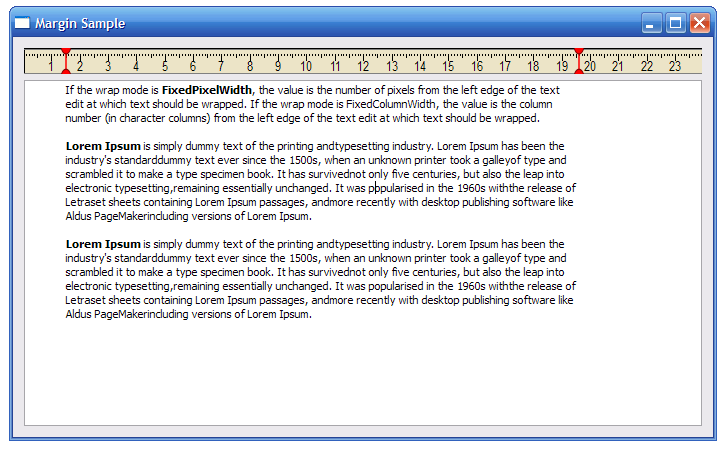 Margin Sample
1 2 3 4 5 6 7 8 9 10 11 12 13 14 15 16 17 18 19 20 21 22 23
If the wrap mode is FixedPixelWidth, the value is the number of pixels from the left edge of the text
edit at which text should be wrapped. If the wrap mode is FixedColumnWidth, the value is the column
number (in character columns) from the left edge of the text edit at which text should be wrapped.
Lorem Ipsum is simply dummy text of the printing andtypesetting industry. Lorem Ipsum has been the
industry's standarddummy text ever since the 1500s, when an unknown printer took a galleyof type and
scrambled it to make a type specimen book. It has survivednot only five centuries, but also the leap into
electronic typesetting,remaining essentially unchanged. It was popularised in the 1960s withthe release of
Letraset sheets containing Lorem Ipsum passages, andmore recently with desktop publishing software like
Aldus PageMakerincluding versions of Lorem Ipsum.
Lorem Ipsum is simply dummy text of the printing andtypesetting industry. Lorem Ipsum has been the
industry's standarddummy text ever since the 1500s, when an unknown printer took a galleyof type and
scrambled it to make a type specimen book. It has survivednot only five centuries, but also the leap into
electronic typesetting,remaining essentially unchanged. It was popularised in the 1960s withthe release of
Letraset sheets containing Lorem Ipsum passages, andmore recently with desktop publishing software like
Aldus PageMakerincluding versions of Lorem Ipsum.